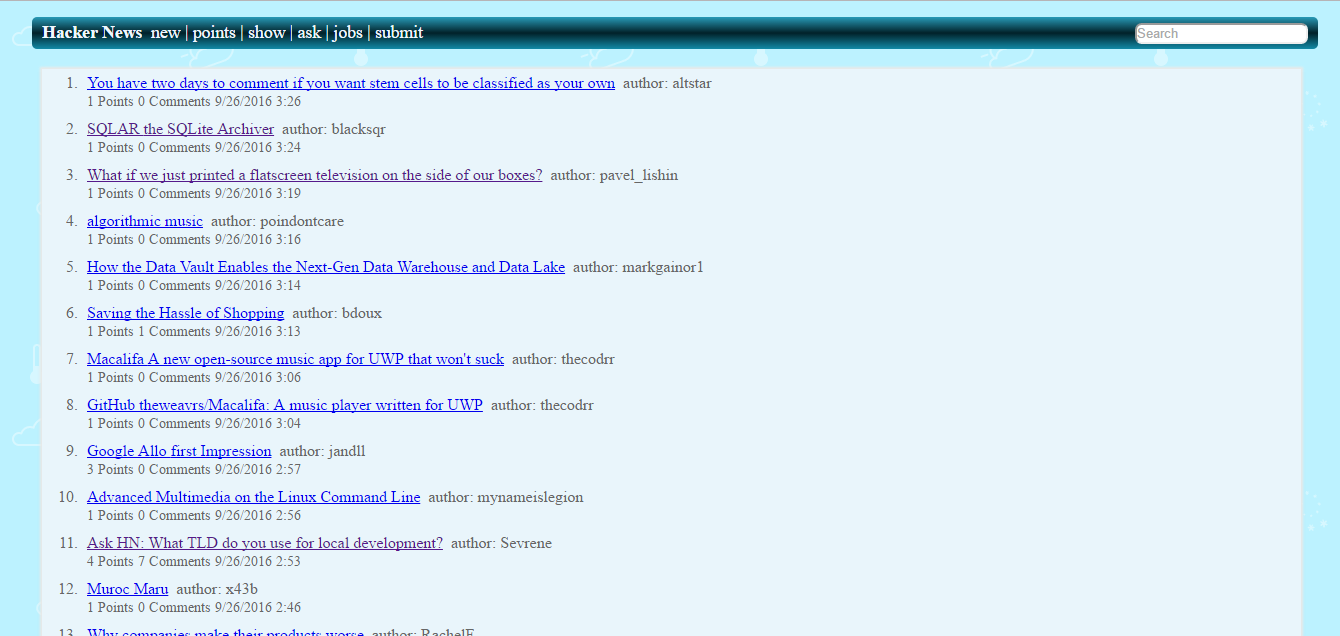 Hacker News new | points | show | ask | jobs | submit Search
1. You have two days to comment if you want stem cells to be classified as your own author: altstar
1 Points 0 Comments 9/26/2016 3:26
2. SQLAR the SQLite Archiver author: blacksqr
1 Points 0 Comments 9/26/2016 3:24
3. What if we just printed a flatscreen television on the side of our boxes? author: pavel_lishin
1 Points 0 Comments 9/26/2016 3:19
4. algorithmic music author: poindontcare
1 Points 0 Comments 9/26/2016 3:16
5. How the Data Vault Enables the Next-Gen Data Warehouse and Data Lake author: markgainor1
1 Points 0 Comments 9/26/2016 3:14
6. Saving the Hassle of Shopping author: bdoux
1 Points 1 Comments 9/26/2016 3:13
7. Macalifa A new open-source music app for UWP that won't suck author: thecodrr
1 Points 0 Comments 9/26/2016 3:06
8. GitHub theweavrs/Macalifa: A music player written for UWP author: thecodrr
1 Points 0 Comments 9/26/2016 3:04
9. Google Allo first Impression author: jandll
3 Points 0 Comments 9/26/2016 2:57
10. Advanced Multimedia on the Linux Command Line author: mynameislegion
1 Points 0 Comments 9/26/2016 2:56
11. Ask HN: What TLD do you use for local development? author: Sevrene
4 Points 7 Comments 9/26/2016 2:53
12. Muroc Maru author: x43b
1 Points 0 Comments 9/26/2016 2:46
13. Why companies make their products worse author: